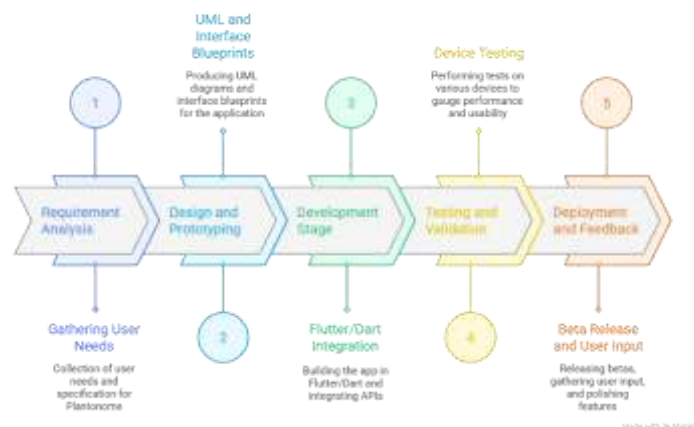 UML and
Interface
Blueprints
Producing UML
diagrams and
interface blueprints
for the application
Device Testing
Performing tests on
various devices to
gauge performance
and usability
1
3
5
Requirement
Analysis
Design and
Prototyping
Development
Stage
Testing and
Validation
Deployment
and Feedback
Gathering User
Needs
Collection of user
needs and
specification for
Plantonome
2
Flutter/Dart
Integration
Building the app in
Flutter/Dart and
integrating APIs
4
Beta Release
and User Input
Releasing betas,
gathering user input,
and polishing
features